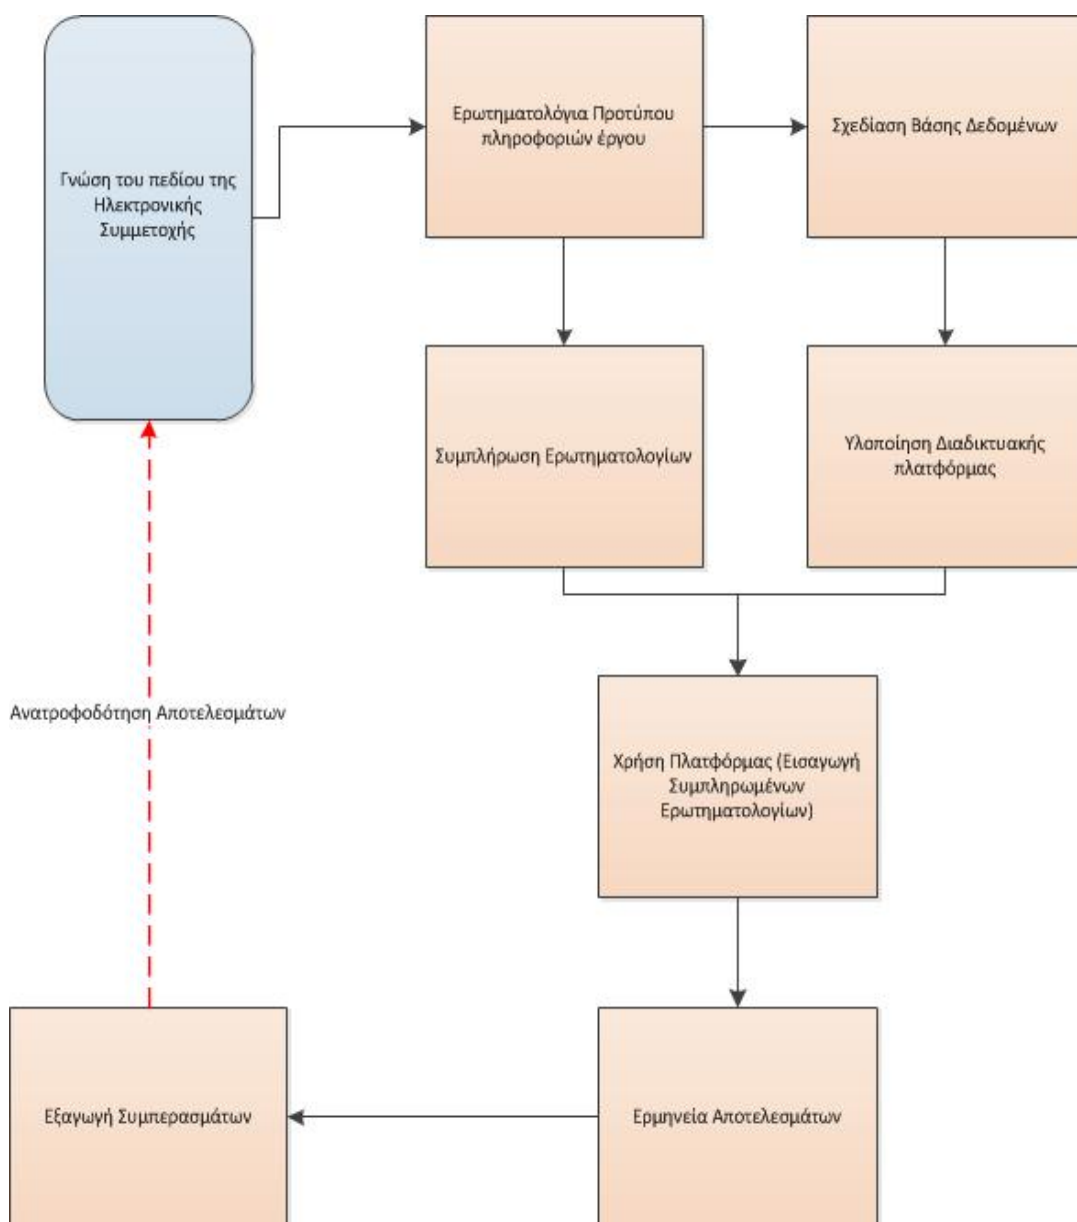 Γνώση του πεδίου της
Ηλεκτρονικής
Συμμετοχής
Ερωτηματολόγια Προτύπου
πληροφοριών έργου
Σχεδίαση Βάσης Δεδομένων
Συμπλήρωση Ερωτηματολογίων
Υλοποίηση Διαδικτυακής
πλατφόρμας
Ανατροφοδότηση Αποτελεσμάτων
Χρήση Πλατφόρμας (Εισαγωγή
Συμπληρωμένων
Ερωτηματολογίων)
Εξαγωγή Συμπερασμάτων
Ερμηνεία Αποτελεσμάτων